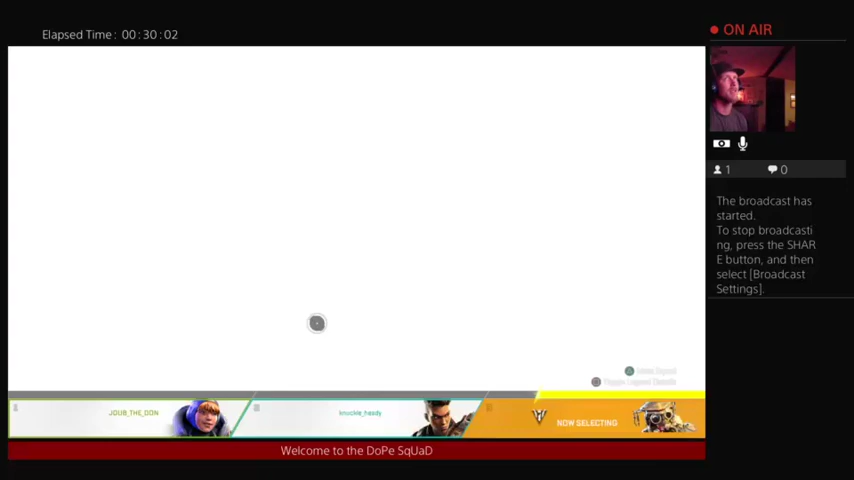 Elapsed Time: 00:30:02
ON AIR
1
0
The broadcast has
started.
To stop broadcasti
ng, press the SHAR
E button, and then
select [Broadcast
Settings].
JOUB_THE_DON
knuckle_heady
NOW SELECTING
Welcome to the DoPe SqUaD